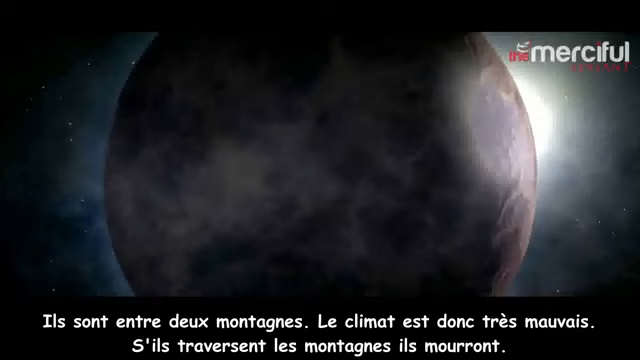 the merciful
SERVANT
Ils sont entre deux montagnes. Le climat est donc très mauvais.
S'ils traversent les montagnes ils mourront.